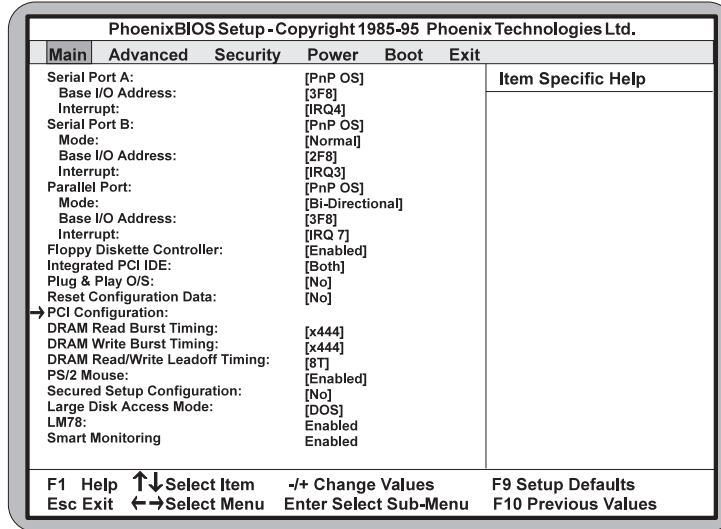 PhoenixBIOS Setup - Copyright 1985-95 Phoenix Technologies Ltd.
Main Advanced Security Power Boot Exit
Item Specific Help
Serial Port A: [PnP OS]
Base I/O Address: [3F8]
Interrupt: [IRQ4]
Serial Port B: [PnP OS]
Mode: [Normal]
Base I/O Address: [2F8]
Interrupt: [IRQ3]
Parallel Port: [PnP OS]
Mode: [Bi-Directional]
Base I/O Address: [3F8]
Interrupt: [IRQ 7]
Floppy Diskette Controller: [Enabled]
Integrated PCI IDE: [Both]
Plug & Play O/S: [No]
Reset Configuration Data: [No]
→ PCI Configuration:
DRAM Read Burst Timing: [x444]
DRAM Write Burst Timing: [x444]
DRAM Read/Write Leadoff Timing: [8T]
PS/2 Mouse: [Enabled]
Secured Setup Configuration: [No]
Large Disk Access Mode: [DOS]
LM78: Enabled
Smart Monitoring Enabled
F1 Help ↑↓ Select Item -/+ Change Values F9 Setup Defaults
Esc Exit ←→ Select Menu Enter Select Sub-Menu F10 Previous Values